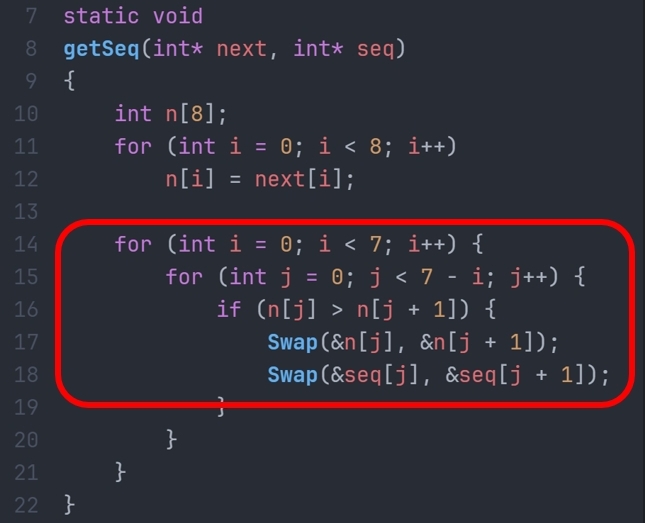 7 static void
8 getSeq(int* next, int* seq)
9 {
10     int n[8];
11     for (int i = 0; i < 8; i++)
12         n[i] = next[i];
13
14     for (int i = 0; i < 7; i++) {
15         for (int j = 0; j < 7 - i; j++) {
16             if (n[j] > n[j + 1]) {
17                 Swap(&n[j], &n[j + 1]);
18                 Swap(&seq[j], &seq[j + 1]);
19             }
20         }
21     }
22 }